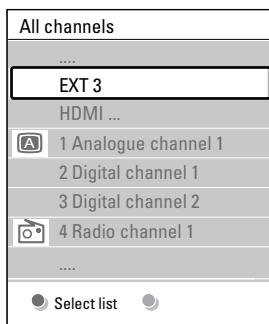 All channels
....
EXT 3
HDMI ...
A 1 Analogue channel 1
2 Digital channel 1
3 Digital channel 2
4 Radio channel 1
....
Select list